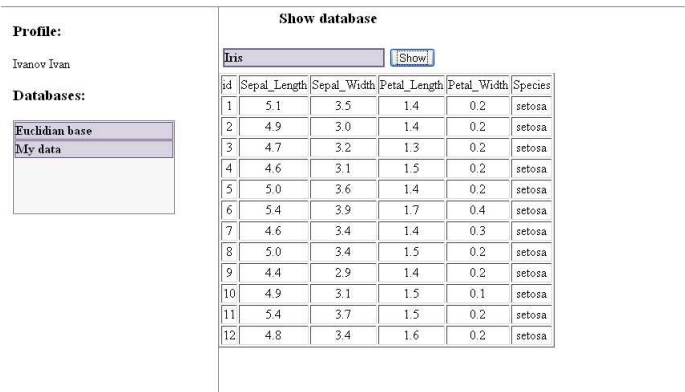 Profile:
Ivanov Ivan
Databases:
Euclidian base
My data
Show database
Iris Show
id Sepal_Length Sepal_Width Petal_Length Petal_Width Species
1 5.1 3.5 1.4 0.2 setosa
2 4.9 3.0 1.4 0.2 setosa
3 4.7 3.2 1.3 0.2 setosa
4 4.6 3.1 1.5 0.2 setosa
5 5.0 3.6 1.4 0.2 setosa
6 5.4 3.9 1.7 0.4 setosa
7 4.6 3.4 1.4 0.3 setosa
8 5.0 3.4 1.5 0.2 setosa
9 4.4 2.9 1.4 0.2 setosa
10 4.9 3.1 1.5 0.1 setosa
11 5.4 3.7 1.5 0.2 setosa
12 4.8 3.4 1.6 0.2 setosa